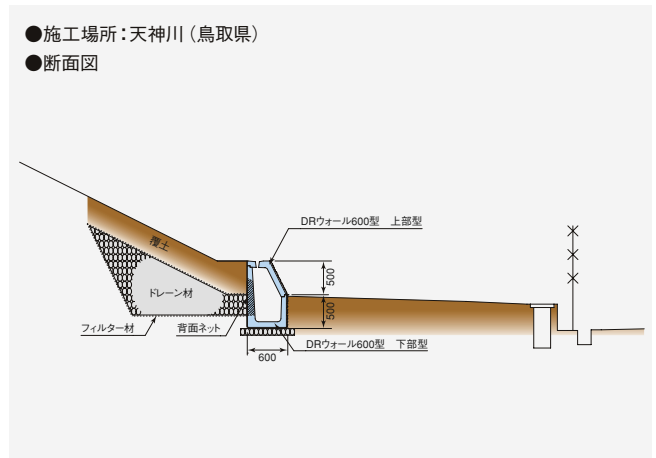 ●施工場所：天神川（鳥取県）
●断面図
DRウォール600型　上部型
覆土
500
ドレーン材
500
フィルター材
背面ネット
DRウォール600型　下部型
600